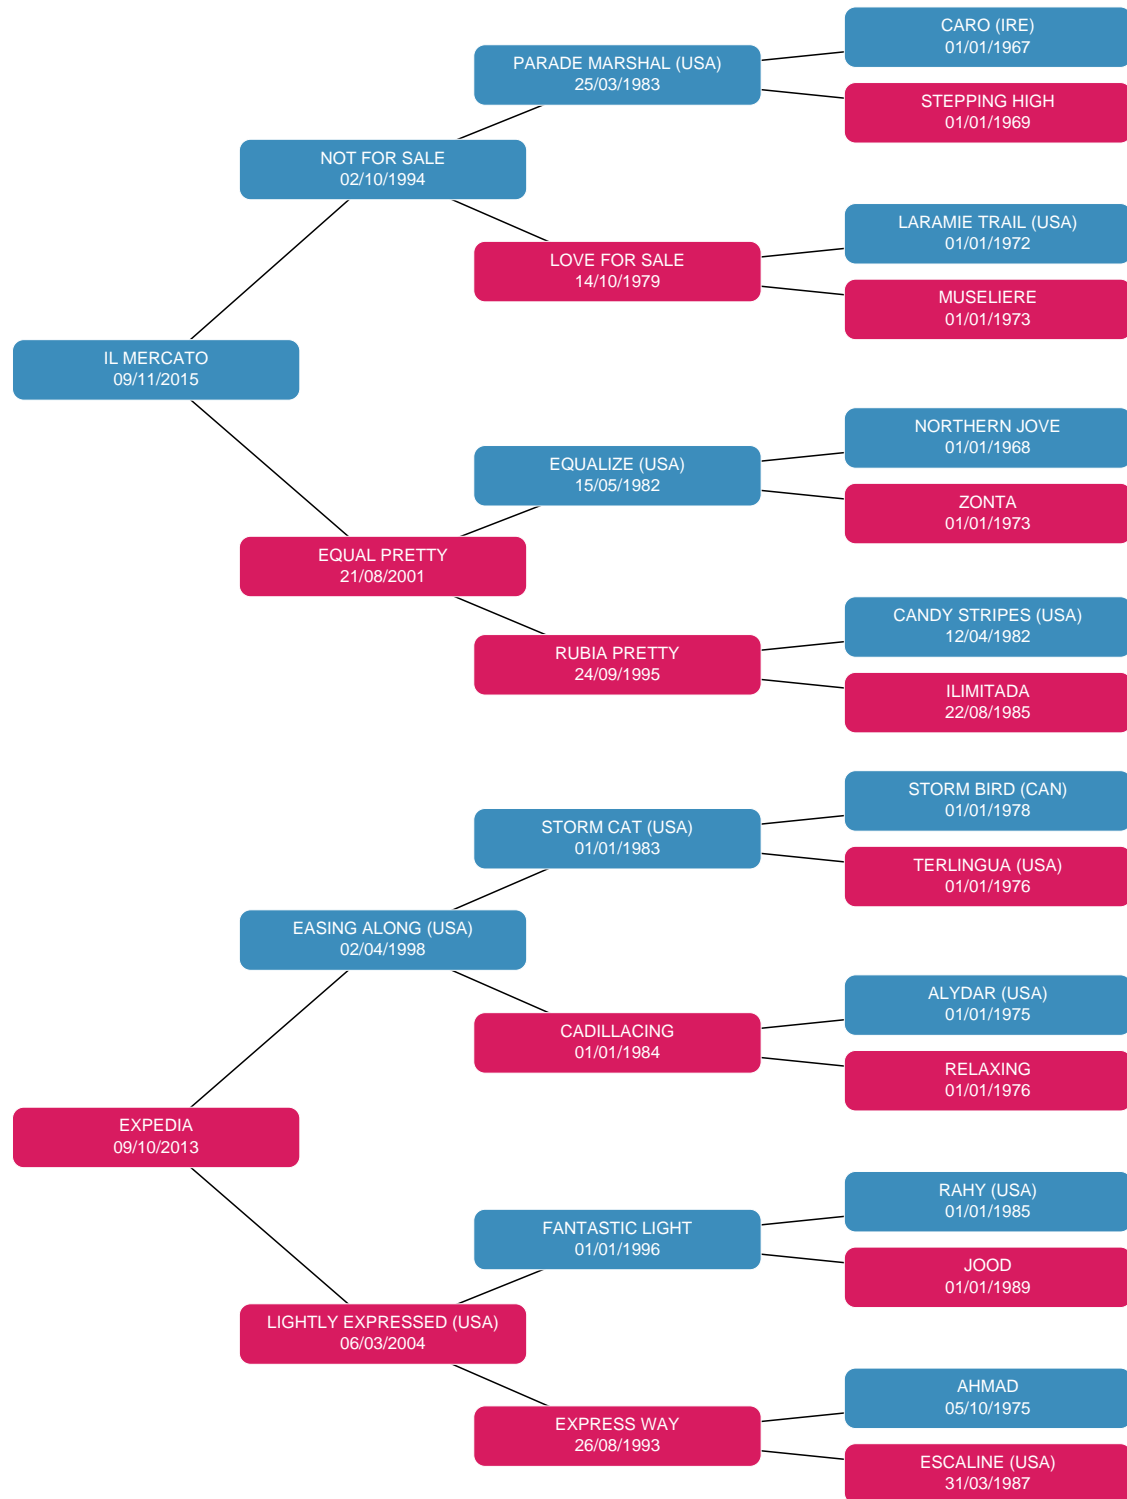 CARO (IRE)
01/01/1967
PARADE MARSHAL (USA)
25/03/1983
STEPPING HIGH
01/01/1969
NOT FOR SALE
02/10/1994
LARAMIE TRAIL (USA)
01/01/1972
LOVE FOR SALE
14/10/1979
MUSELIERE
01/01/1973
IL MERCATO
09/11/2015
NORTHERN JOVE
01/01/1968
EQUALIZE (USA)
15/05/1982
ZONTA
01/01/1973
EQUAL PRETTY
21/08/2001
CANDY STRIPES (USA)
12/04/1982
RUBIA PRETTY
24/09/1995
ILIMITADA
22/08/1985
STORM BIRD (CAN)
01/01/1978
STORM CAT (USA)
01/01/1983
TERLINGUA (USA)
01/01/1976
EASING ALONG (USA)
02/04/1998
ALYDAR (USA)
01/01/1975
CADILLACING
01/01/1984
RELAXING
01/01/1976
EXPEDIA
09/10/2013
RAHY (USA)
01/01/1985
FANTASTIC LIGHT
01/01/1996
JOOD
01/01/1989
LIGHTLY EXPRESSED (USA)
06/03/2004
AHMAD
05/10/1975
EXPRESS WAY
26/08/1993
ESCALINE (USA)
31/03/1987